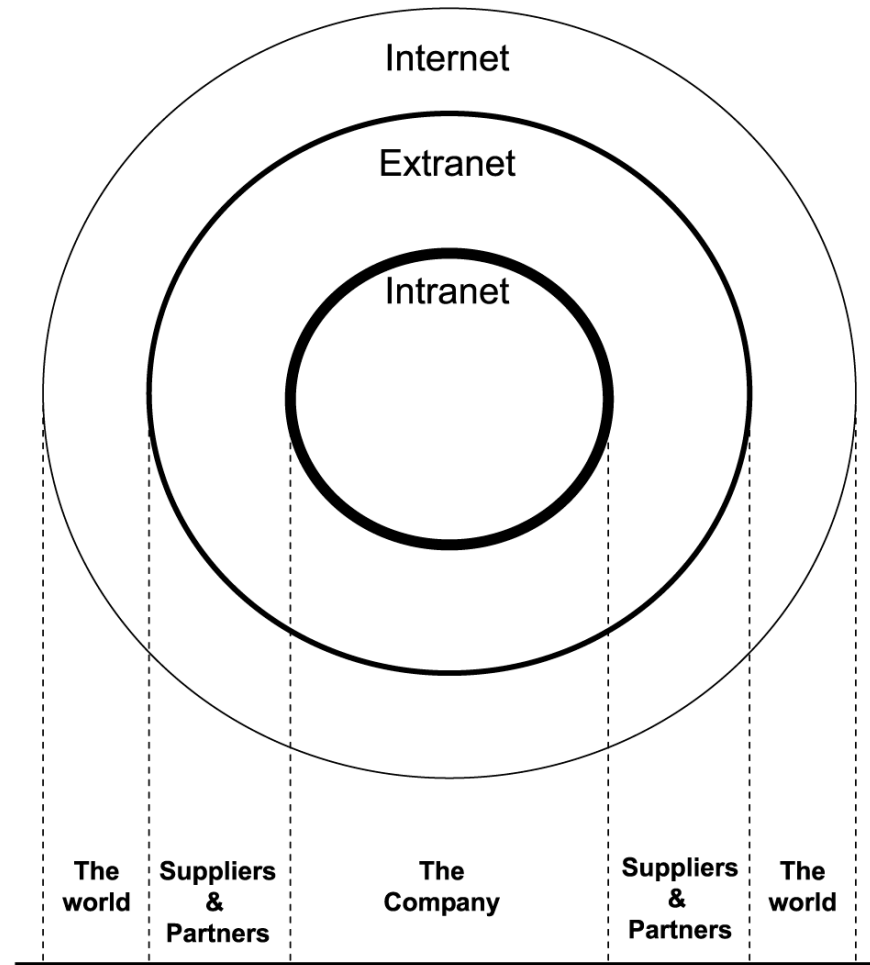 Internet
Extranet
Intranet
The
world
Suppliers
&
Partners
The
Company
Suppliers
&
Partners
The
world